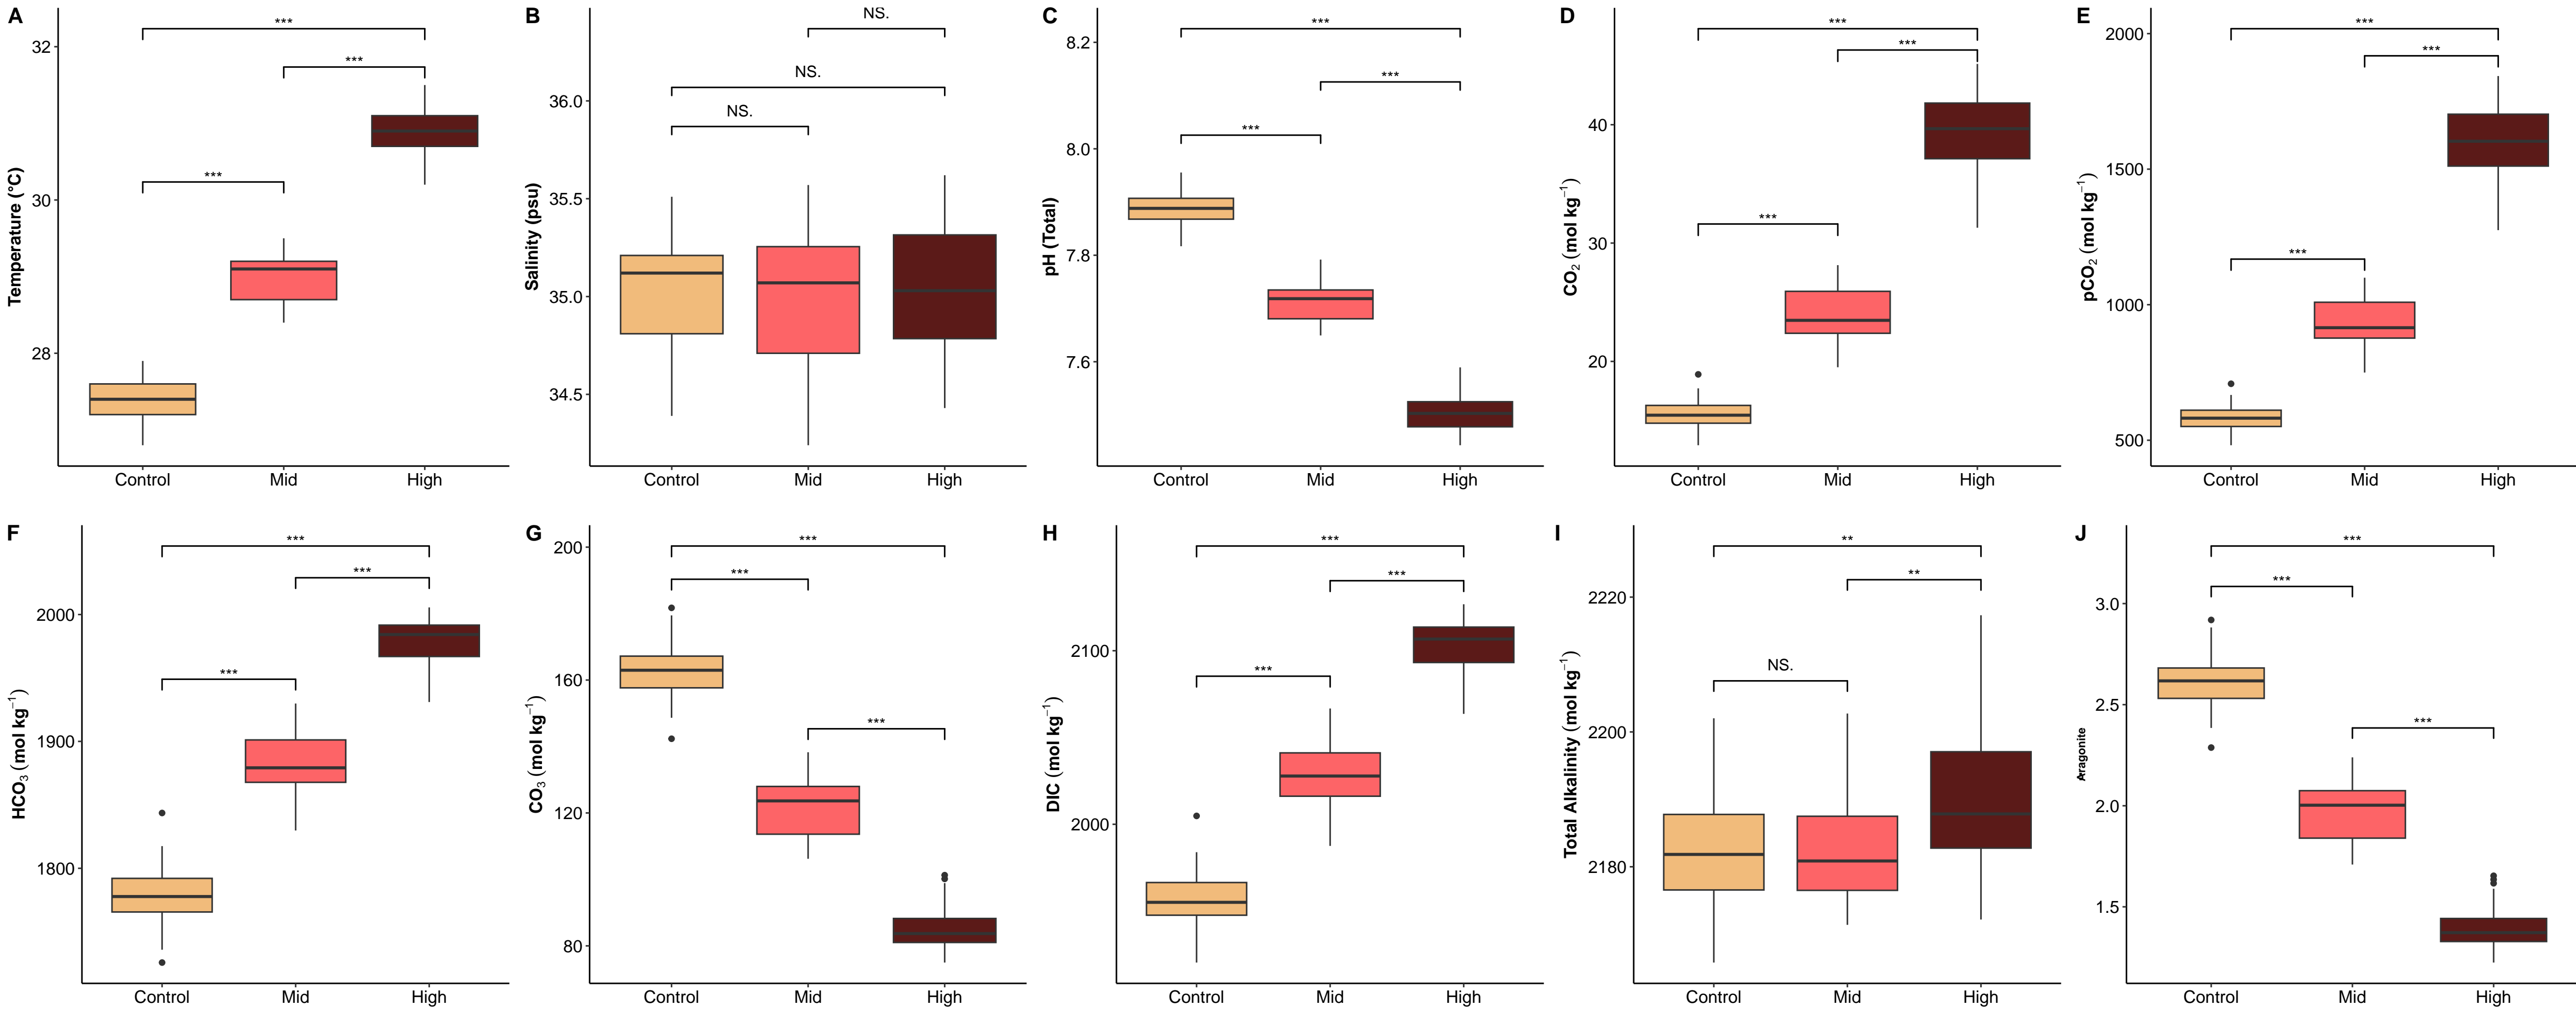 A
Temperature (°C)
32
30
28
***
***
***
Control Mid High
B
Salinity (psu)
36.0
35.5
35.0
34.5
NS.
NS.
NS.
Control Mid High
C
pH (Total)
8.2
8.0
7.8
7.6
***
***
***
Control Mid High
D
CO₂ (mol kg⁻¹)
40
30
20
***
***
***
Control Mid High
E
pCO₂ (mol kg⁻¹)
2000
1500
1000
500
***
***
***
Control Mid High
F
HCO₃ (mol kg⁻¹)
2000
1900
1800
***
***
***
Control Mid High
G
CO₃ (mol kg⁻¹)
200
160
120
80
***
***
***
Control Mid High
H
DIC (mol kg⁻¹)
2100
2000
***
***
***
Control Mid High
I
Total Alkalinity (mol kg⁻¹)
2220
2200
2180
**
**
NS.
Control Mid High
J
Aragonite
3.0
2.5
2.0
1.5
***
***
***
Control Mid High